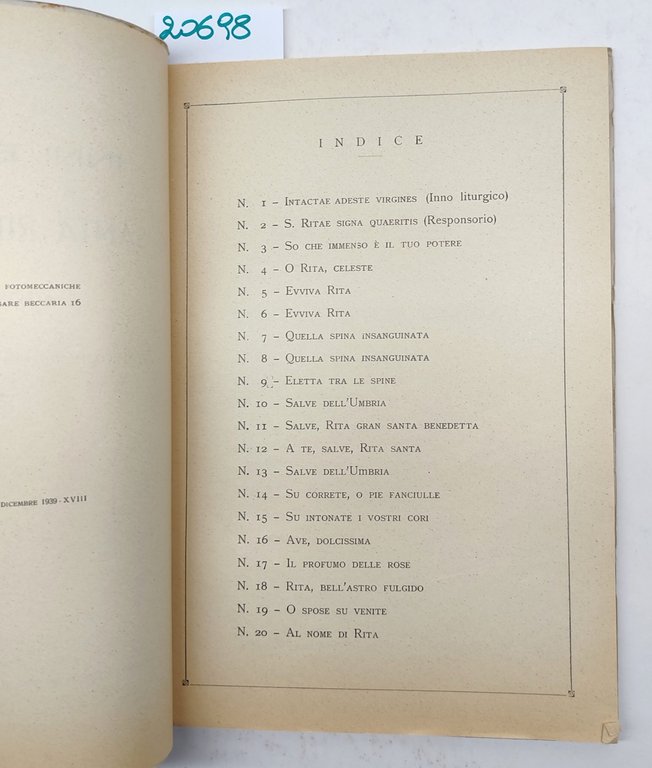 20698
FOTOMECCANICHE
BECCARIA 16
DICEMBRE 1939-XVIII
INDICE
N. 1 – INTACTAE ADESTE VIRGINES (Inno liturgico)
N. 2 – S. RITAE SIGNA QUAERITIS (Responsorio)
N. 3 – SO CHE IMMENSO È IL TUO POTERE
N. 4 – O RITA, CELESTE
N. 5 – EVVIVA RITA
N. 6 – EVVIVA RITA
N. 7 – QUELLA SPINA INSANGUINATA
N. 8 – QUELLA SPINA INSANGUINATA
N. 9 – ELETTA TRA LE SPINE
N. 10 – SALVE DELL'UMBRIA
N. 11 – SALVE, RITA GRAN SANTA BENEDETTA
N. 12 – A TE, SALVE, RITA SANTA
N. 13 – SALVE DELL'UMBRIA
N. 14 – SU CORRETE, O PIE FANCIULLE
N. 15 – SU INTONATE I VOSTRI CORI
N. 16 – AVE, DOLCISSIMA
N. 17 – IL PROFUMO DELLE ROSE
N. 18 – RITA, BELL'ASTRO FULGIDO
N. 19 – O SPOSE SU VENITE
N. 20 – AL NOME DI RITA